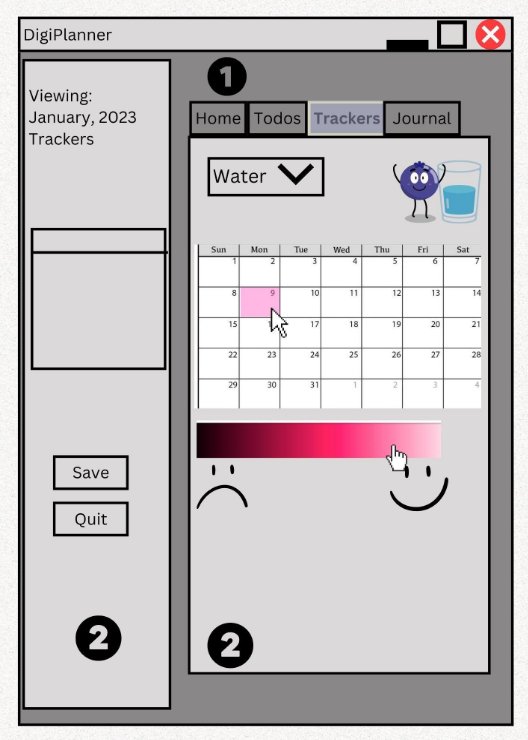 DigiPlanner
1
Viewing:
January, 2023
Trackers
Home Todos Trackers Journal
Water
Sun Mon Tue Wed Thu Fri Sat
1 2 3 4 5 6 7
8 9 10 11 12 13 14
15 17 18 19 20 21
22 23 24 25 26 27 28
29 30 31 1 2 3 4
Save
Quit
2
2